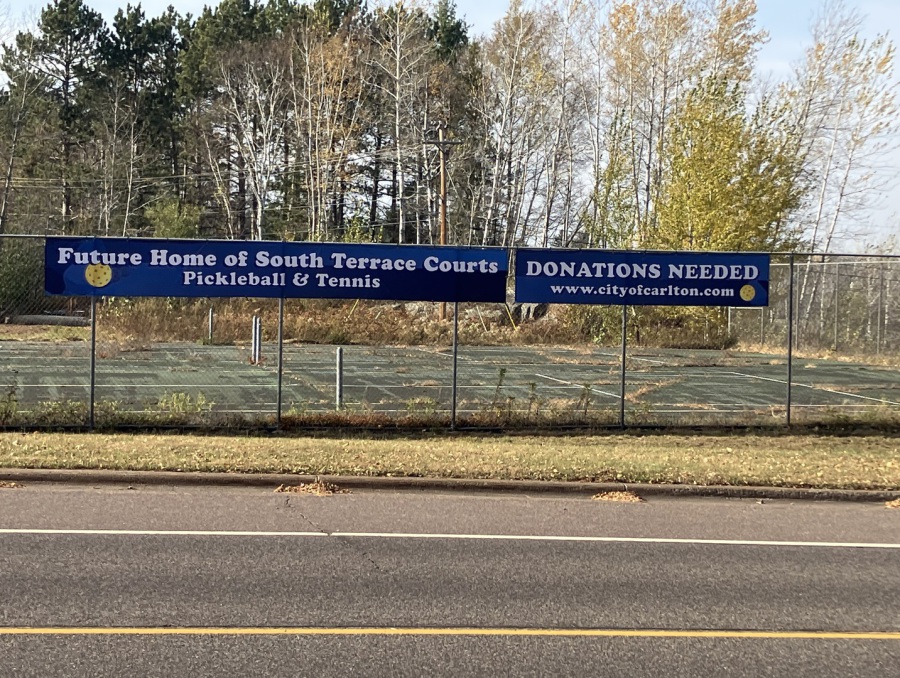 Future Home of South Terrace Courts
Pickleball & Tennis
DONATIONS NEEDED
www.cityofcarlton.com